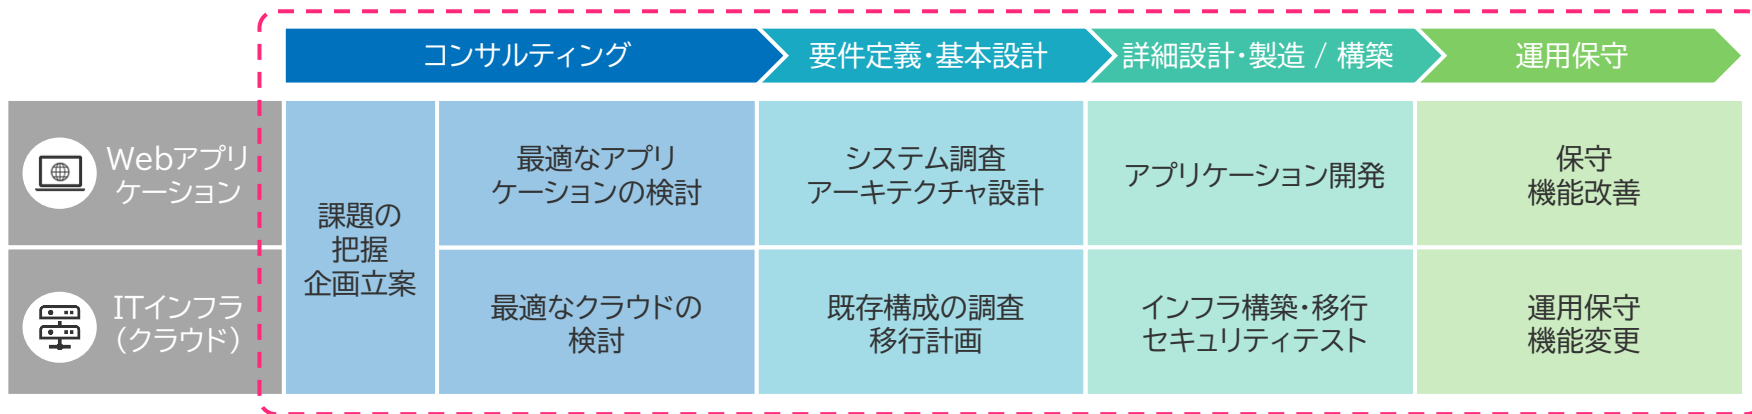 コンサルティング
要件定義・基本設計
詳細設計・製造 / 構築
運用保守
Webアプリ
ケーション
課題の
把握
企画立案
最適なアプリ
ケーションの検討
システム調査
アーキテクチャ設計
アプリケーション開発
保守
機能改善
ITインフラ
（クラウド）
最適なクラウドの
検討
既存構成の調査
移行計画
インフラ構築・移行
セキュリティテスト
運用保守
機能変更